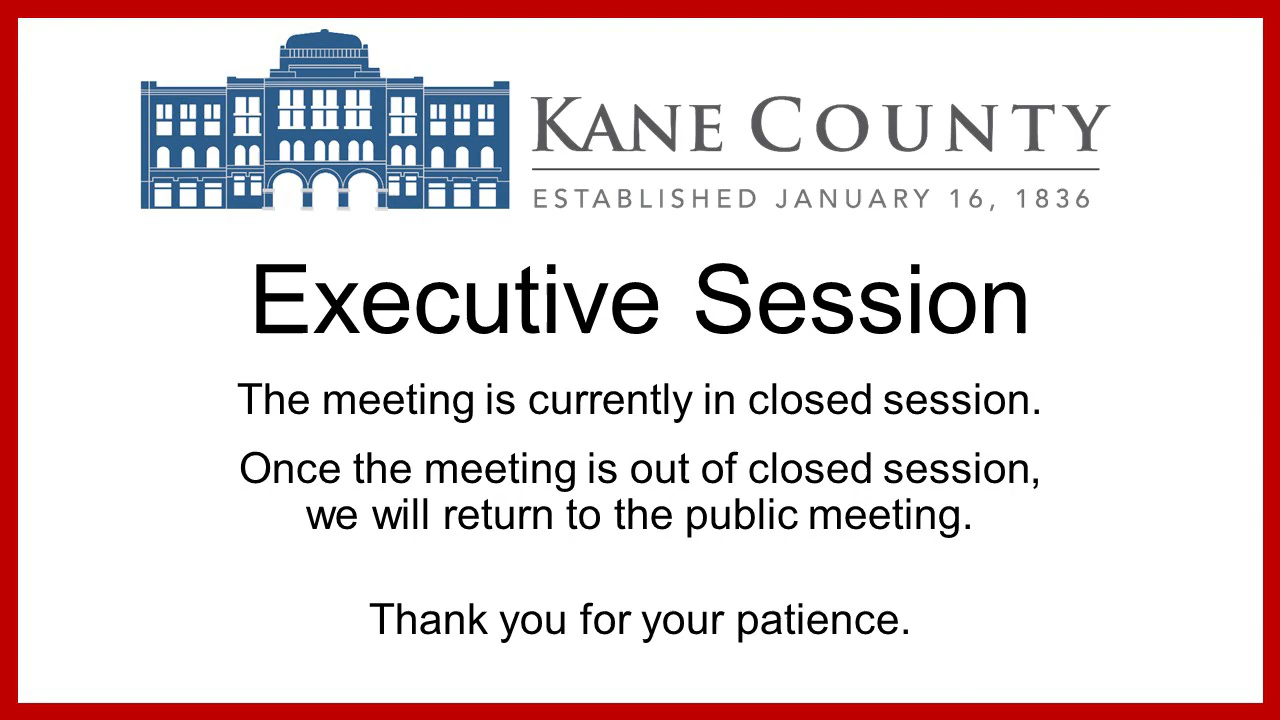 KANE COUNTY
ESTABLISHED JANUARY 16, 1836
Executive Session
The meeting is currently in closed session.
Once the meeting is out of closed session,
we will return to the public meeting.
Thank you for your patience.